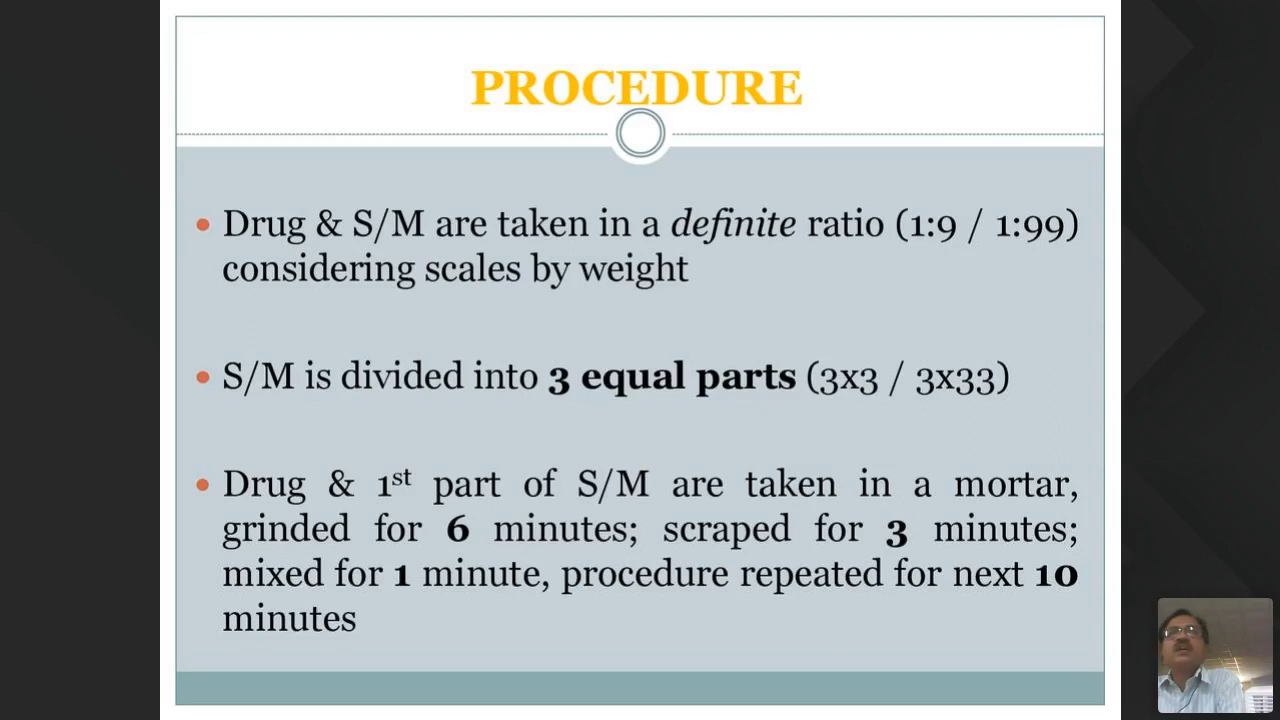 PROCEDURE
Drug & S/M are taken in a definite ratio (1:9 / 1:99)
considering scales by weight
S/M is divided into 3 equal parts (3x3 / 3x33)
Drug & 1st part of S/M are taken in a mortar,
grinded for 6 minutes; scraped for 3 minutes;
mixed for 1 minute, procedure repeated for next 10
minutes